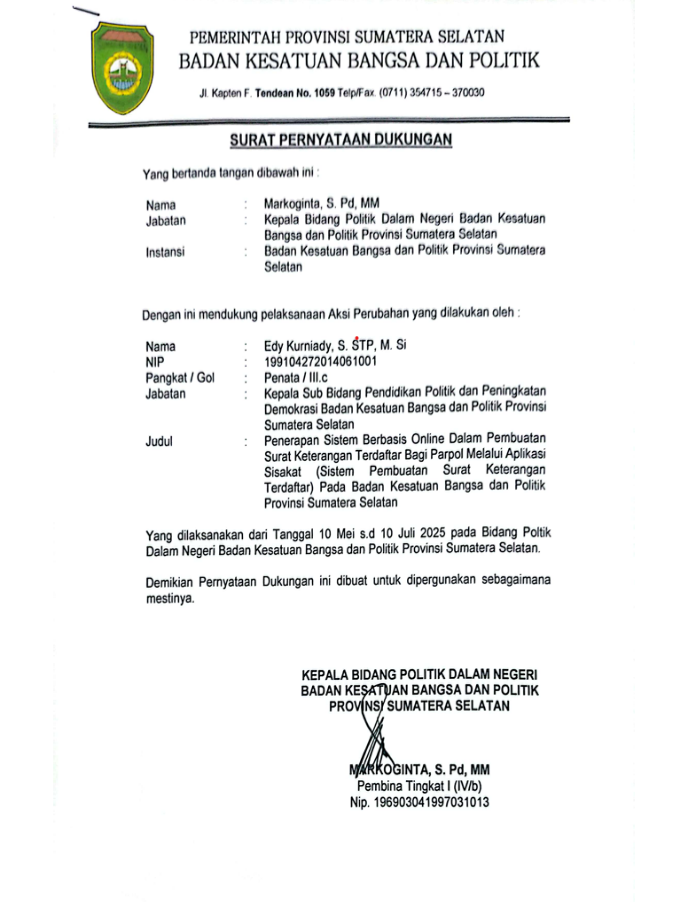 PEMERINTAH PROVINSI SUMATERA SELATAN
BADAN KESATUAN BANGSA DAN POLITIK
Jl. Kapten F. Tendean No. 1059 Telp/Fax. (0711) 354715 – 370030
SURAT PERNYATAAN DUKUNGAN
Yang bertanda tangan dibawah ini :
Nama : Markoginta, S. Pd, MM
Jabatan : Kepala Bidang Politik Dalam Negeri Badan Kesatuan
Bangsa dan Politik Provinsi Sumatera Selatan
Instansi : Badan Kesatuan Bangsa dan Politik Provinsi Sumatera
Selatan
Dengan ini mendukung pelaksanaan Aksi Perubahan yang dilakukan oleh :
Nama : Edy Kurniady, S. STP, M. Si
NIP : 199104272014061001
Pangkat / Gol : Penata / III.c
Jabatan : Kepala Sub Bidang Pendidikan Politik dan Peningkatan
Demokrasi Badan Kesatuan Bangsa dan Politik Provinsi
Sumatera Selatan
Judul : Penerapan Sistem Berbasis Online Dalam Pembuatan
Surat Keterangan Terdaftar Bagi Parpol Melalui Aplikasi
Sisakat (Sistem Pembuatan Surat Keterangan
Terdaftar) Pada Badan Kesatuan Bangsa dan Politik
Provinsi Sumatera Selatan
Yang dilaksanakan dari Tanggal 10 Mei s.d 10 Juli 2025 pada Bidang Poltik
Dalam Negeri Badan Kesatuan Bangsa dan Politik Provinsi Sumatera Selatan.
Demikian Pernyataan Dukungan ini dibuat untuk dipergunakan sebagaimana
mestinya.
KEPALA BIDANG POLITIK DALAM NEGERI
BADAN KESATUAN BANGSA DAN POLITIK
PROVINSI SUMATERA SELATAN
MARKOGINTA, S. Pd, MM
Pembina Tingkat I (IV/b)
Nip. 196903041997031013